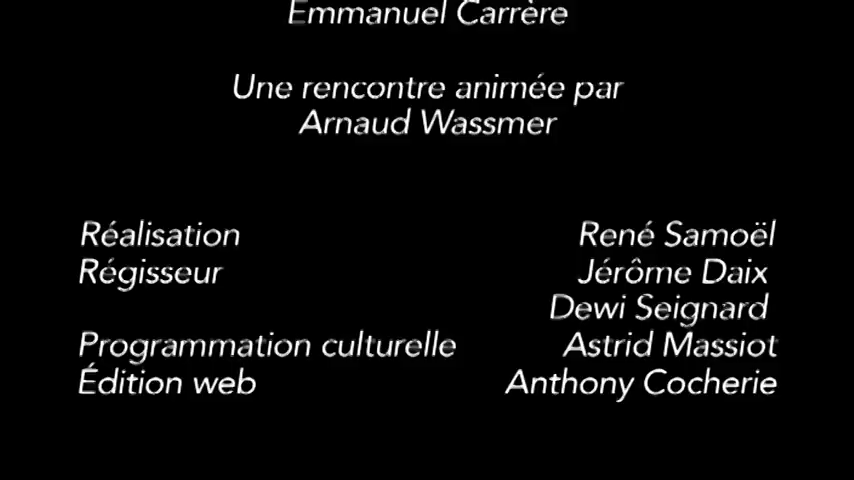 Emmanuel Carrère
Une rencontre animée par
Arnaud Wassmer
Réalisation René Samoël
Régisseur Jérôme Daix
Dewi Seignard
Programmation culturelle Astrid Massiot
Édition web Anthony Cocherie